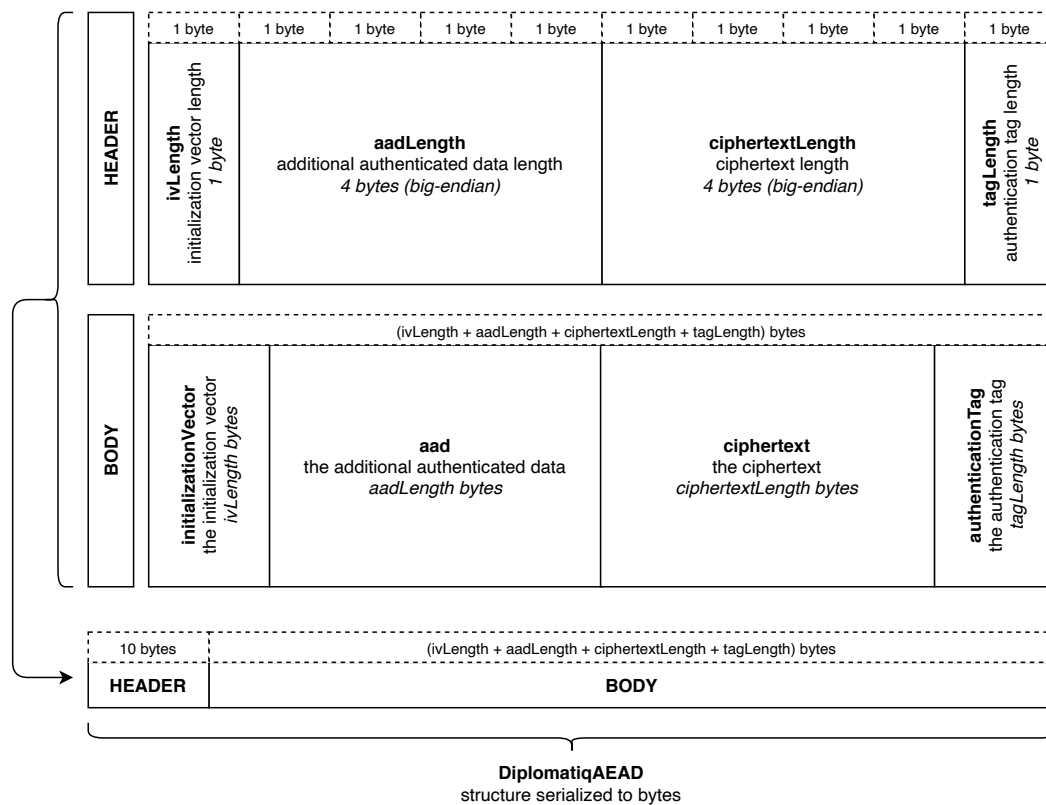 1 byte 1 byte 1 byte 1 byte 1 byte 1 byte 1 byte 1 byte 1 byte 1 byte
HEADER
ivLength
initialization vector length
1 byte
aadLength
additional authenticated data length
4 bytes (big-endian)
ciphertextLength
ciphertext length
4 bytes (big-endian)
tagLength
authentication tag length
1 byte
(ivLength + aadLength + ciphertextLength + tagLength) bytes
BODY
initializationVector
the initialization vector
ivLength bytes
aad
the additional authenticated data
aadLength bytes
ciphertext
the ciphertext
ciphertextLength bytes
authenticationTag
the authentication tag
tagLength bytes
10 bytes (ivLength + aadLength + ciphertextLength + tagLength) bytes
HEADER BODY
DiplomatiqAEAD
structure serialized to bytes